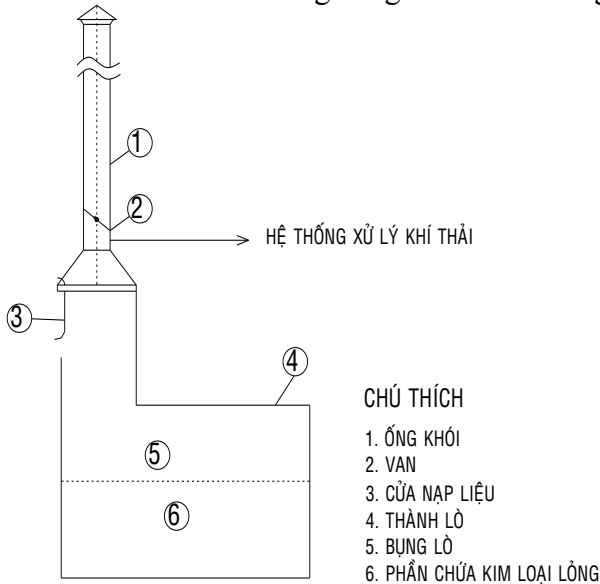 1
2
HỆ THỐNG XỬ LÝ KHÍ THẢI
3
4
5
6
CHÚ THÍCH
1. ỐNG KHÓI
2. VAN
3. CỬA NẠP LIỆU
4. THÀNH LÒ
5. BỤNG LÒ
6. PHẦN CHỨA KIM LOẠI LỎNG